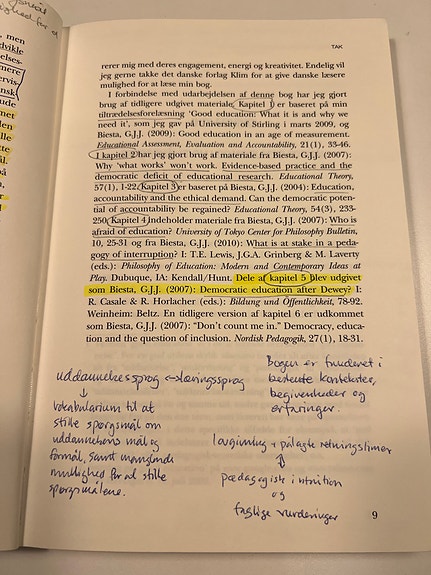 TAK
rerer mig med deres engagement, energi og kreativitet. Endelig vil
jeg gerne takke det danske forlag Klim for at give danske læsere
mulighed for at læse min bog.
I forbindelse med udarbejdelsen af denne bog har jeg gjort
brug af tidligere udgivet materiale. Kapitel 1 er baseret på min
tiltrædelsesforelæsning 'Good education: What it is and why we
need it', som jeg gav på University of Stirling i marts 2009, og
Biesta, G.J.J. (2009): Good education in an age of measurement.
Educational Assessment, Evaluation and Accountability, 21(1), 33-46.
I kapitel 2 har jeg gjort brug af materiale fra Biesta, G.J.J. (2007):
Why 'what works' won't work. Evidence-based practice and the
democratic deficit of educational research. Educational Theory,
57(1), 1-22. Kapitel 3 er baseret på Biesta, G.J.J. (2004): Education,
accountability and the ethical demand. Can the democratic poten-
tial of accountability be regained? Educational Theory, 54(3), 233-
250. Kapitel 4 indeholder materiale fra Biesta, G.J.J. (2007): Who is
afraid of education? University of Tokyo Center for Philosophy Bulletin,
10, 25-31 og fra Biesta, G.J.J. (2010): What is at stake in a peda-
gogy of interruption? I: T.E. Lewis, J.G.A. Grinberg & M. Laverty
(eds.): Philosophy of Education: Modern and Contemporary Ideas at
Play. Dubuque, IA: Kendall/Hunt. Dele af kapitel 5 blev udgivet
som Biesta, G.J.J. (2007): Democratic education after Dewey? I:
R. Casale & R. Horlacher (eds.): Bildung und Öffentlichkeit, 78-92.
Weinheim: Beltz. En tidligere version af kapitel 6 er udkommet
som Biesta, G.J.J. (2007): "Don't count me in." Democracy, educa-
tion and the question of inclusion. Nordisk Pedagogik, 27(1), 18-31.
uddannelsessprog ↔ læringssprog
↓
vokabularium til at
stille spørgsmål om
uddannelsens mål og
formål, samt manglende
mulighed for at stille
spørgsmålene.
Bogen er funderet i
bestemte kontekster,
begivenheder og
erfaringer.
lovgivning + pålagte retningslinier
↕
pædagogisk intuition
og
faglige vurderinger
9